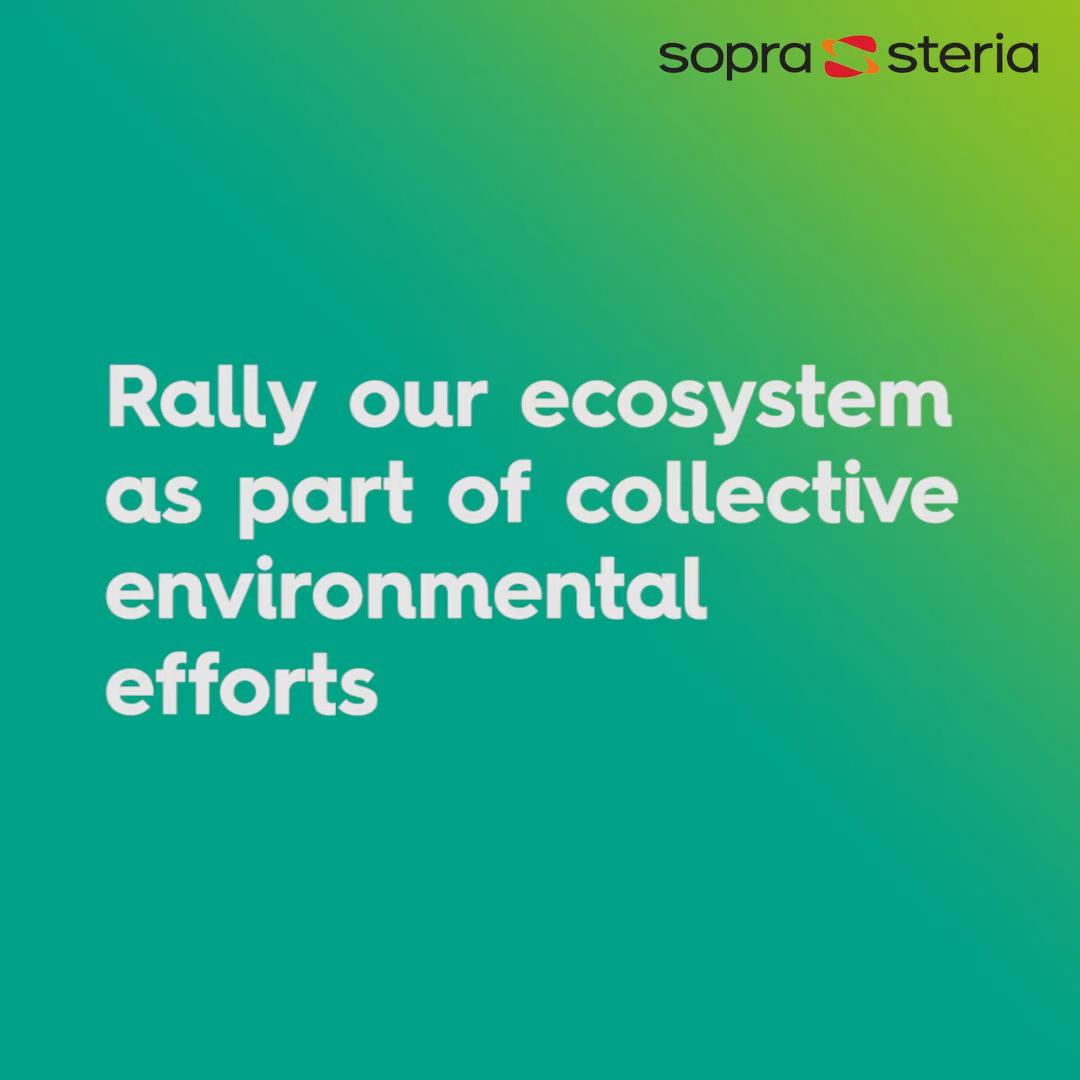 sopra steria
Rally our ecosystem
as part of collective
environmental
efforts